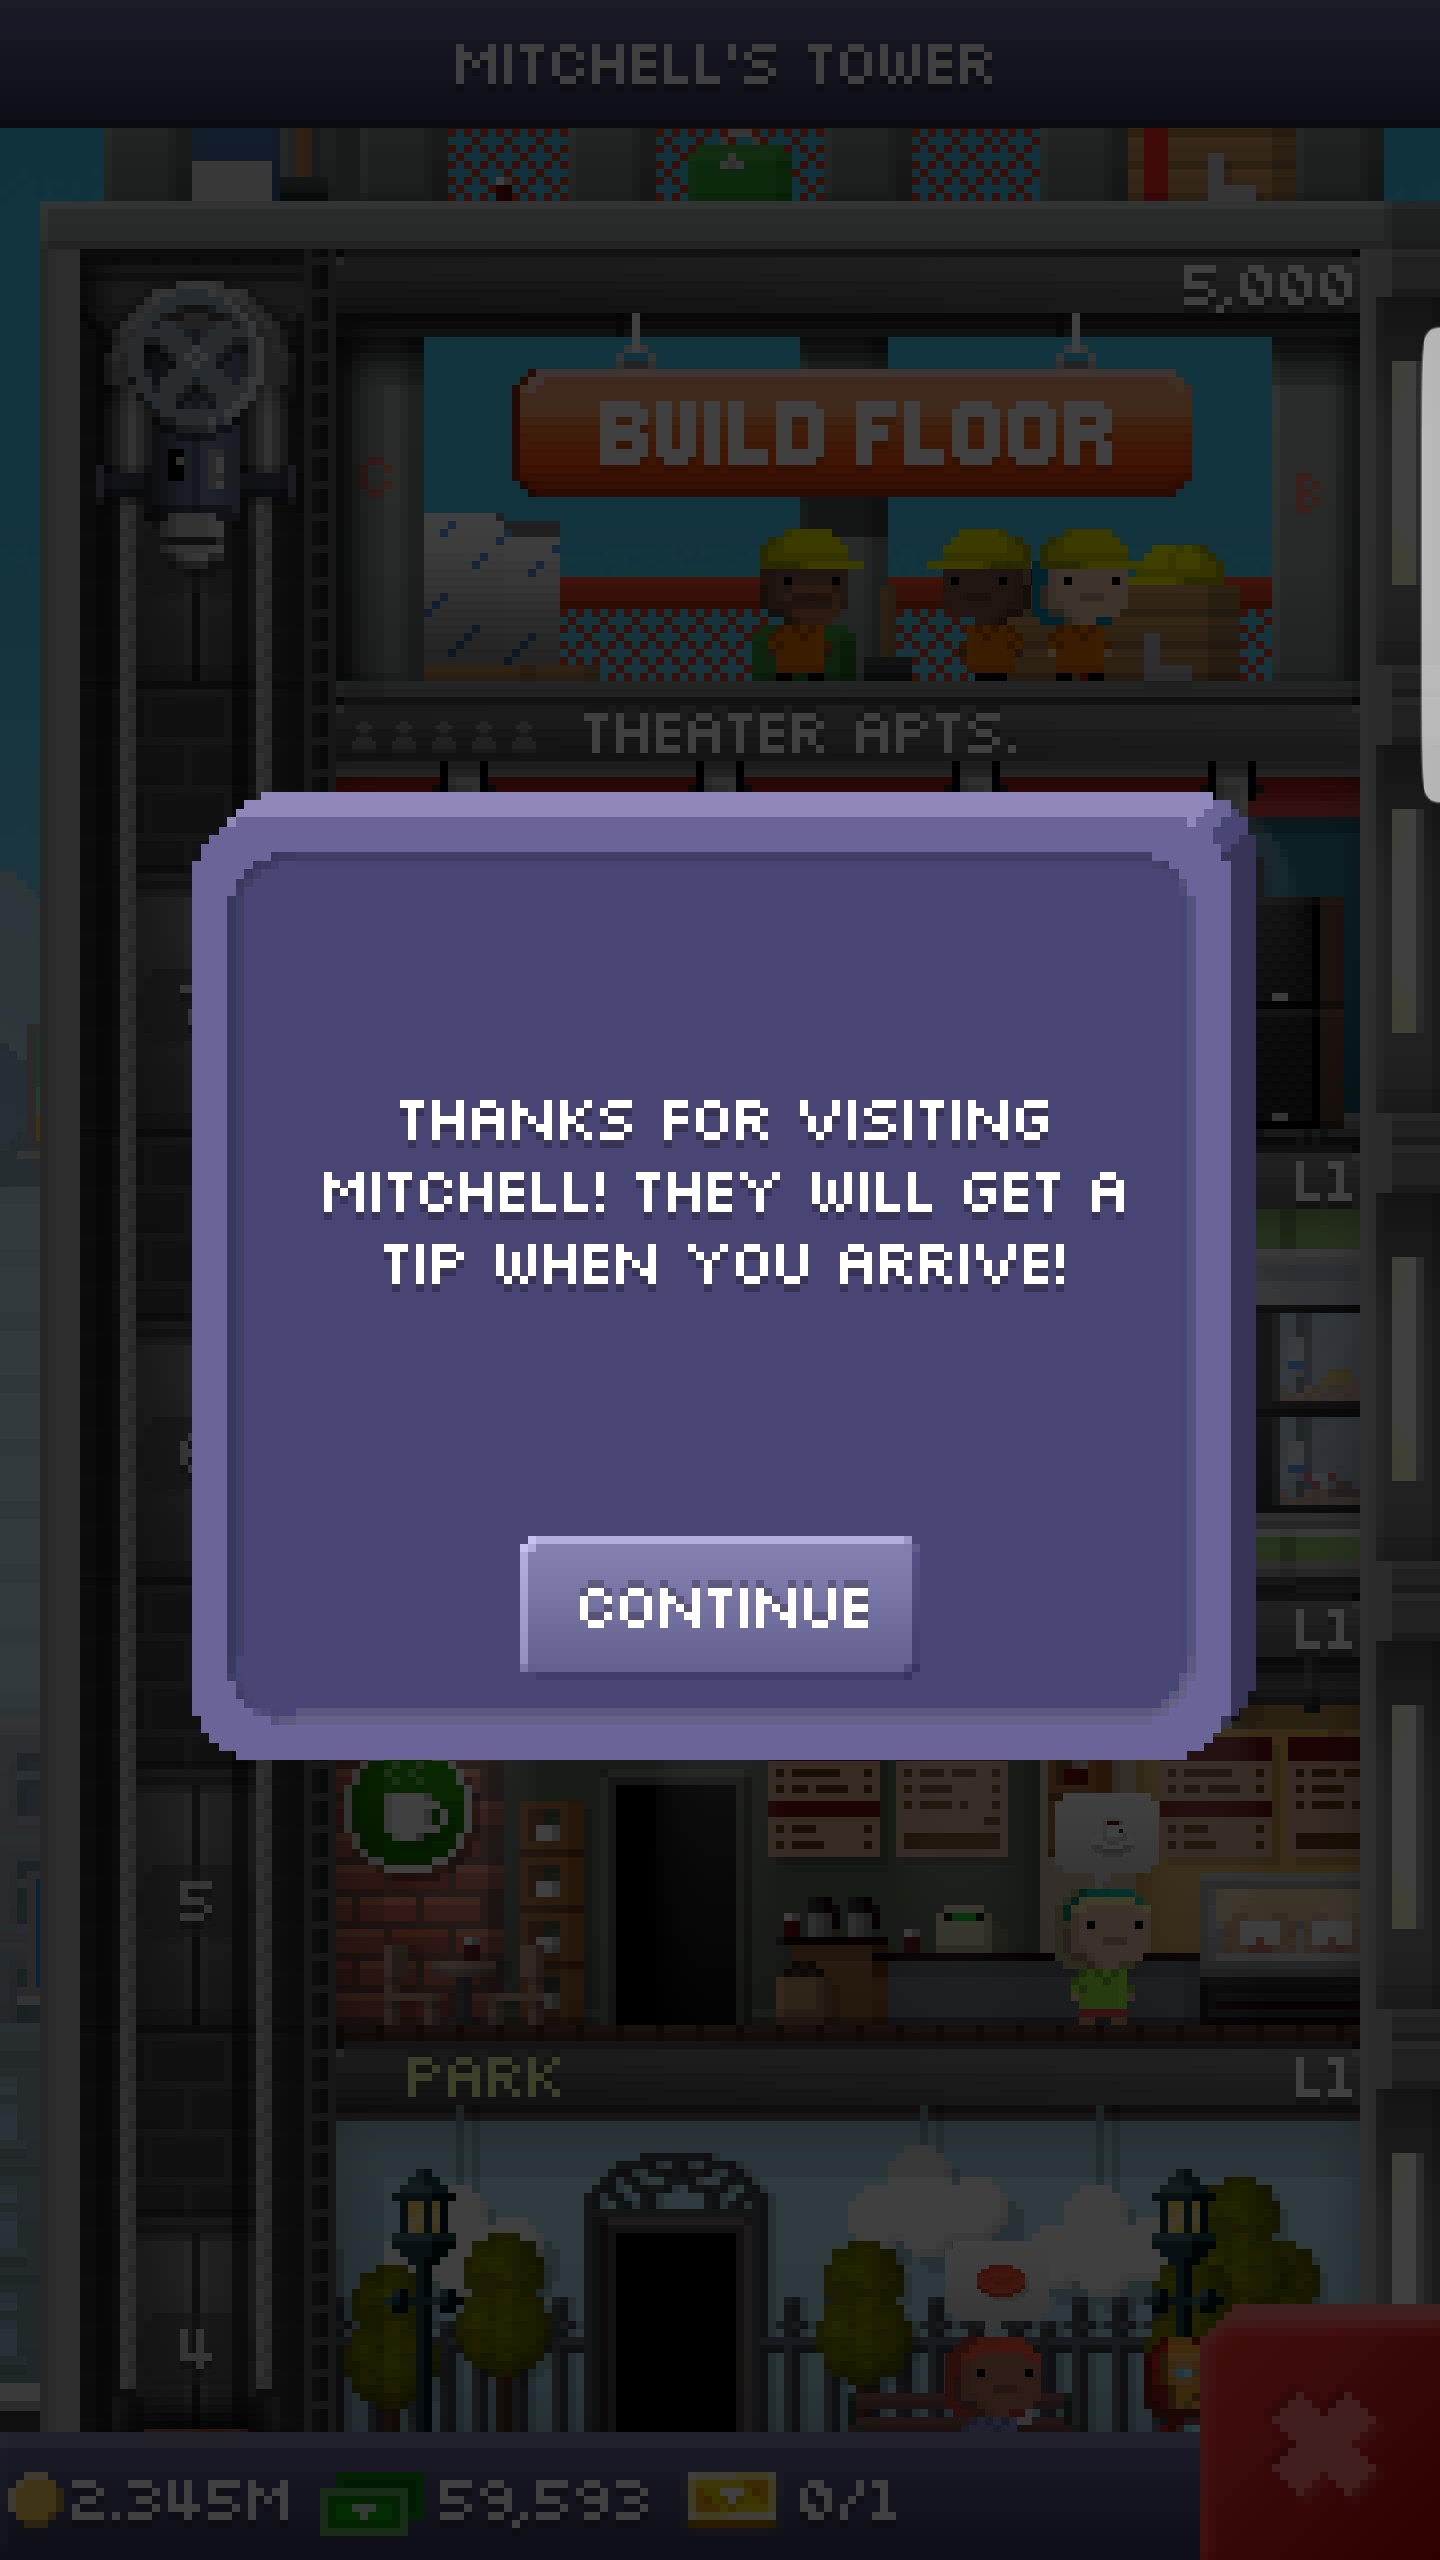 MITCHELL'S TOWER
5,000
BUILD FLOOR
C
B
THEATER APTS.
THANKS FOR VISITING
MITCHELL! THEY WILL GET A
TIP WHEN YOU ARRIVE!
L1
CONTINUE
L1
5
PARK
L1
4
2.345M
59,593
0/1